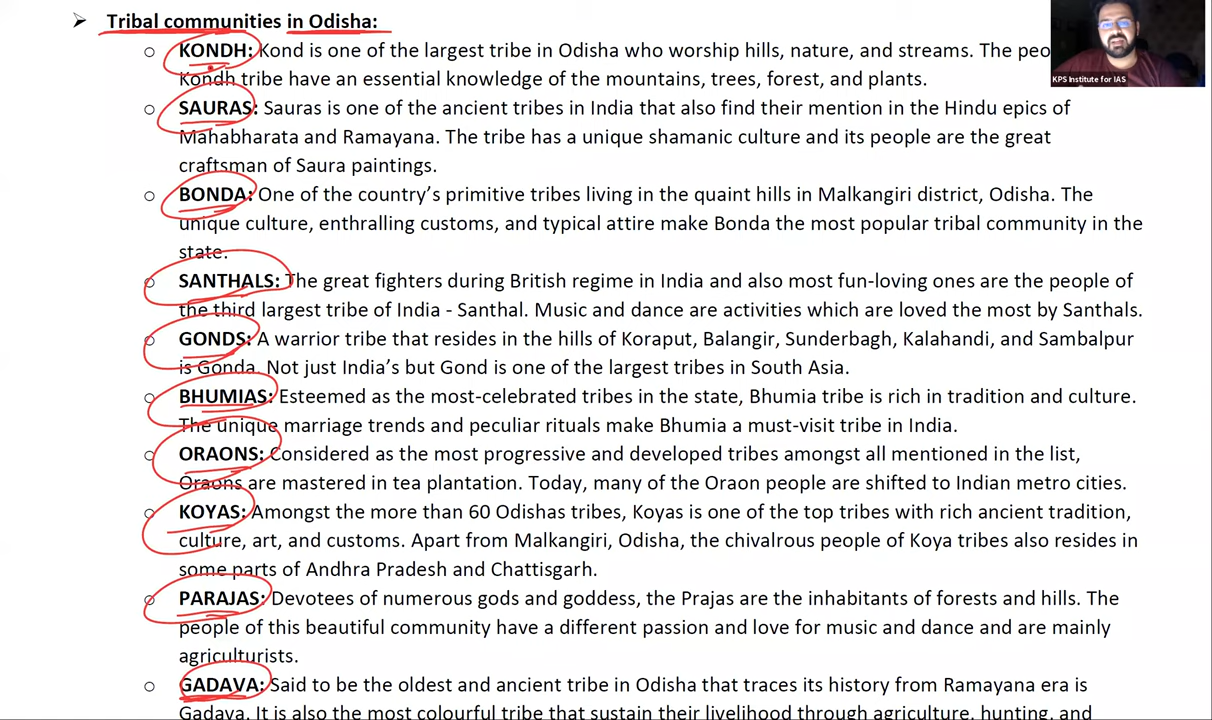 Tribal communities in Odisha:
KONDH: Kond is one of the largest tribe in Odisha who worship hills, nature, and streams. The peo
Kondh tribe have an essential knowledge of the mountains, trees, forest, and plants.
SAURAS: Sauras is one of the ancient tribes in India that also find their mention in the Hindu epics of
Mahabharata and Ramayana. The tribe has a unique shamanic culture and its people are the great
craftsman of Saura paintings.
BONDA: One of the country's primitive tribes living in the quaint hills in Malkangiri district, Odisha. The
unique culture, enthralling customs, and typical attire make Bonda the most popular tribal community in the
state.
SANTHALS: The great fighters during British regime in India and also most fun-loving ones are the people of
the third largest tribe of India - Santhal. Music and dance are activities which are loved the most by Santhals.
GONDS: A warrior tribe that resides in the hills of Koraput, Balangir, Sunderbagh, Kalahandi, and Sambalpur
is Gonda. Not just India's but Gond is one of the largest tribes in South Asia.
BHUMIAS: Esteemed as the most-celebrated tribes in the state, Bhumia tribe is rich in tradition and culture.
The unique marriage trends and peculiar rituals make Bhumia a must-visit tribe in India.
ORAONS: Considered as the most progressive and developed tribes amongst all mentioned in the list,
Oraons are mastered in tea plantation. Today, many of the Oraon people are shifted to Indian metro cities.
KOYAS: Amongst the more than 60 Odishas tribes, Koyas is one of the top tribes with rich ancient tradition,
culture, art, and customs. Apart from Malkangiri, Odisha, the chivalrous people of Koya tribes also resides in
some parts of Andhra Pradesh and Chattisgarh.
PARAJAS: Devotees of numerous gods and goddess, the Prajas are the inhabitants of forests and hills. The
people of this beautiful community have a different passion and love for music and dance and are mainly
agriculturists.
GADAVA: Said to be the oldest and ancient tribe in Odisha that traces its history from Ramayana era is
Gadava. It is also the most colourful tribe that sustain their livelihood through agriculture, hunting, and
KPS Institute for IAS